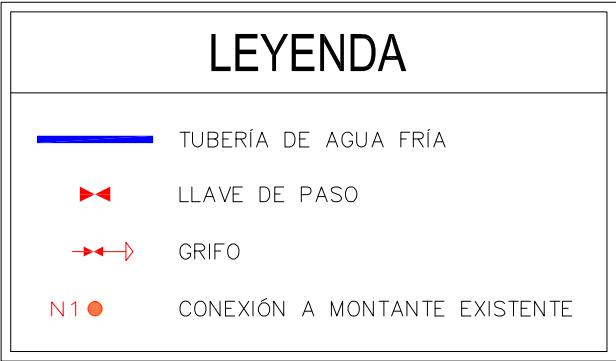 LEYENDA
TUBERÍA DE AGUA FRÍA
LLAVE DE PASO
GRIFO
N1 CONEXIÓN A MONTANTE EXISTENTE